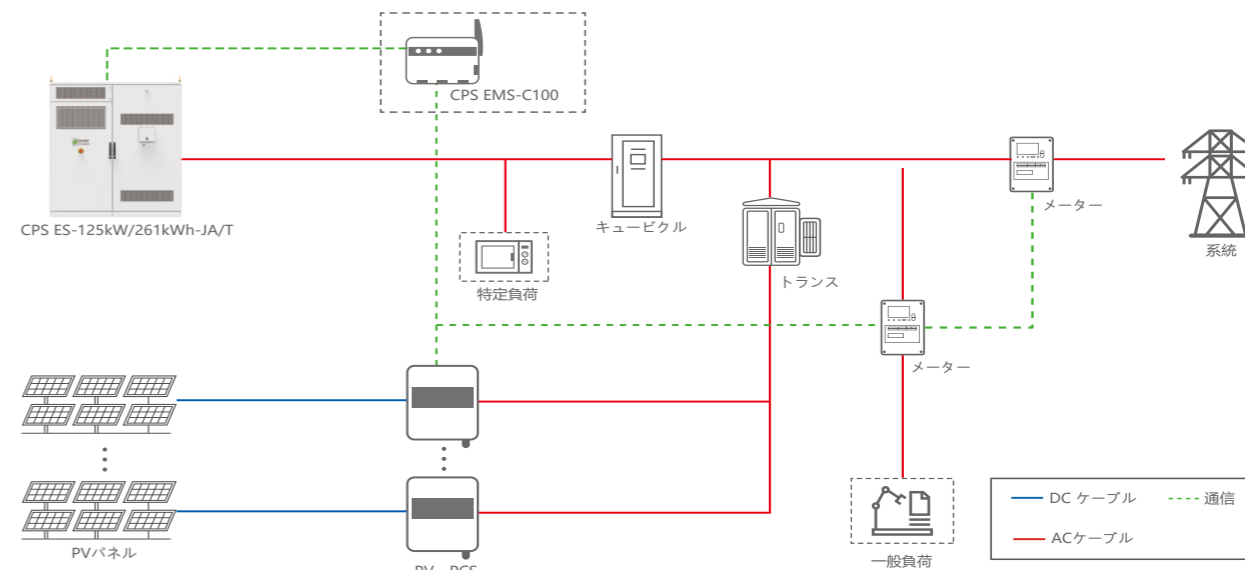 CPS EMS-C100
CPS ES-125kW/261kWh-JA/T
キュービクル
メーター
系統
特定負荷
トランス
メーター
PVパネル
一般負荷
DC ケーブル
通信
ACケーブル